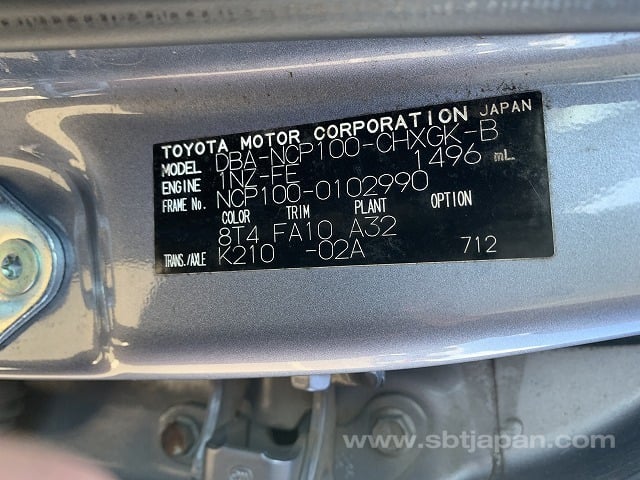 TOYOTA MOTOR CORPORATION JAPAN
MODEL DBA-NCP100-CHXGK-B
ENGINE 1NZ-FE 1496 mL
FRAME No. NCP100-0102990
COLOR TRIM PLANT OPTION
8T4 FA10 A32
TRANS./AXLE K210 -02A 712
www.sbtjapan.com